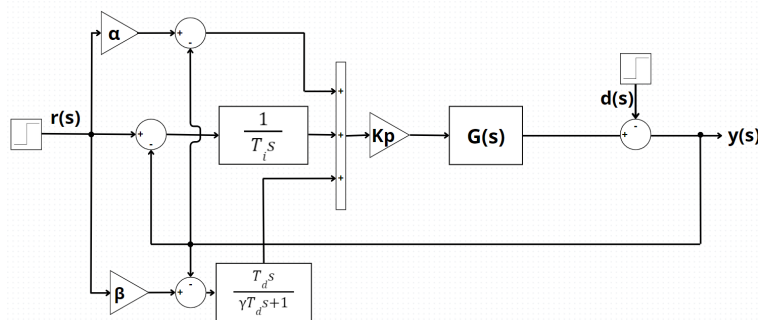 α
+
-
r(s)
+
-
1
T_i s
+
+
+
Kp
G(s)
d(s)
-
+
y(s)
β
-
+
T_d s
γT_d s+1